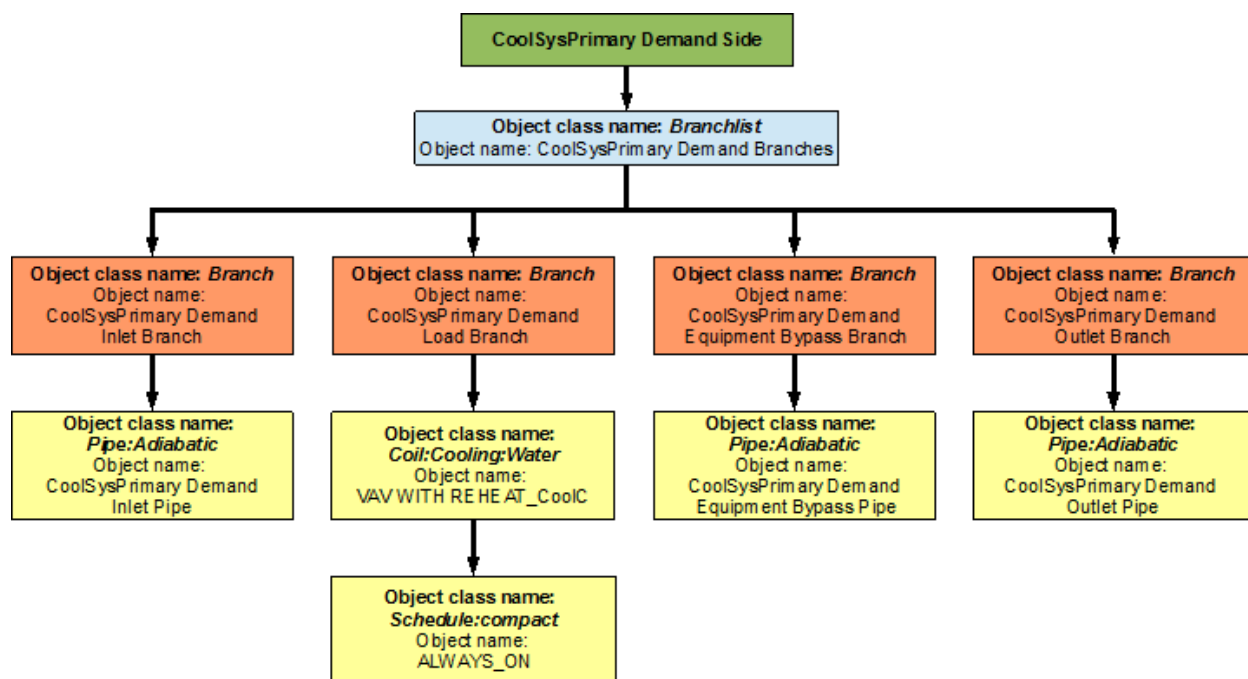 CoolSysPrimary Demand Side
Object class name: Branchlist
Object name: CoolSysPrimary Demand Branches
Object class name: Branch
Object name:
CoolSysPrimary Demand
Inlet Branch
Object class name: Branch
Object name:
CoolSysPrimary Demand
Load Branch
Object class name: Branch
Object name:
CoolSysPrimary Demand
Equipment Bypass Branch
Object class name: Branch
Object name:
CoolSysPrimary Demand
Outlet Branch
Object class name:
Pipe:Adiabatic
Object name:
CoolSysPrimary Demand
Inlet Pipe
Object class name:
Coil:Cooling:Water
Object name:
VAV WITH REHEAT_CoolC
Object class name:
Pipe:Adiabatic
Object name:
CoolSysPrimary Demand
Equipment Bypass Pipe
Object class name:
Pipe:Adiabatic
Object name:
CoolSysPrimary Demand
Outlet Pipe
Object class name:
Schedule:compact
Object name:
ALWAYS_ON